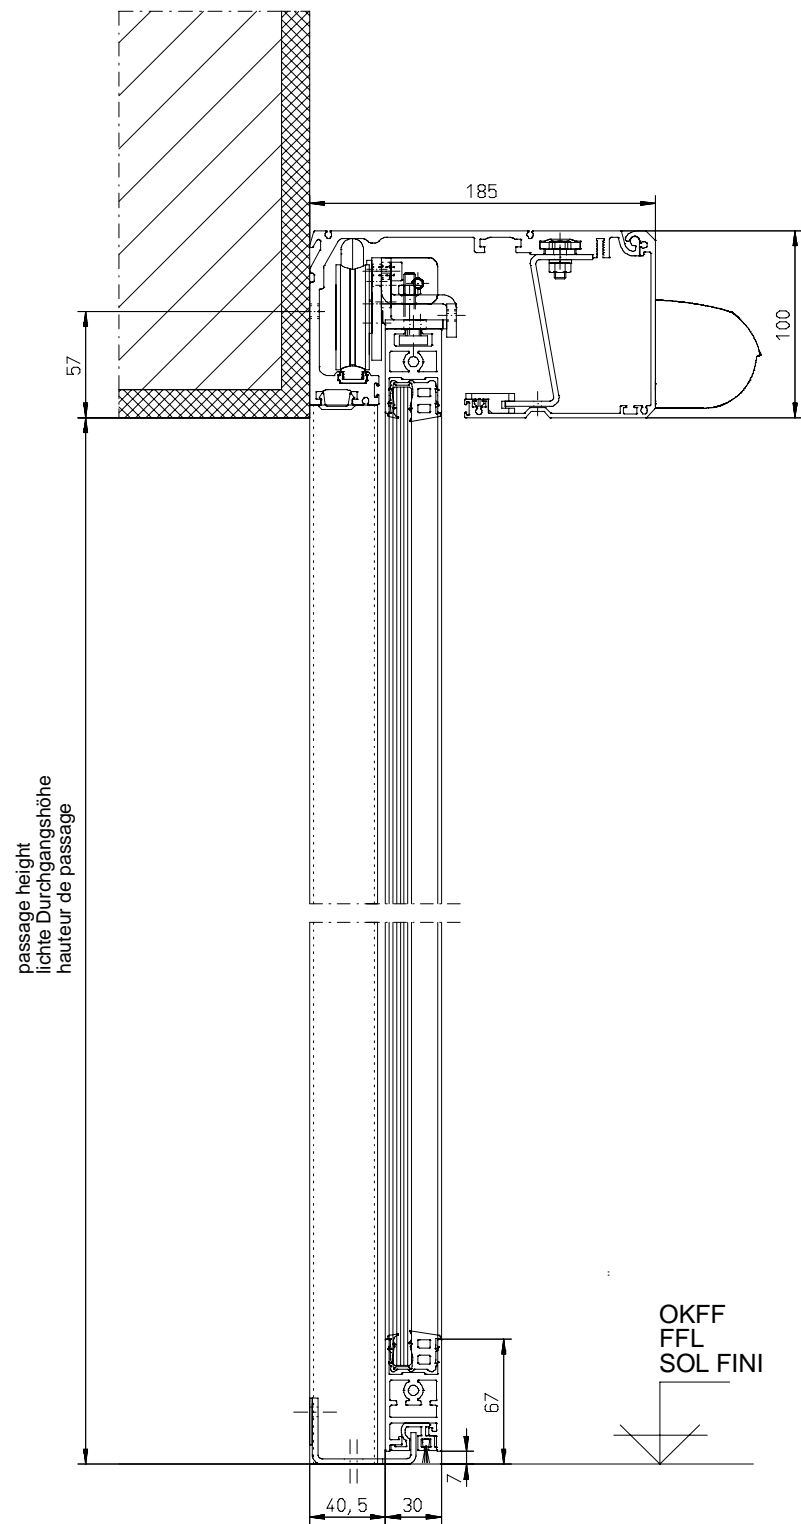 185
100
57
passage height
lichte Durchgangshöhe
hauteur de passage
OKFF
FFL
SOL FINI
67
7
40,5
30